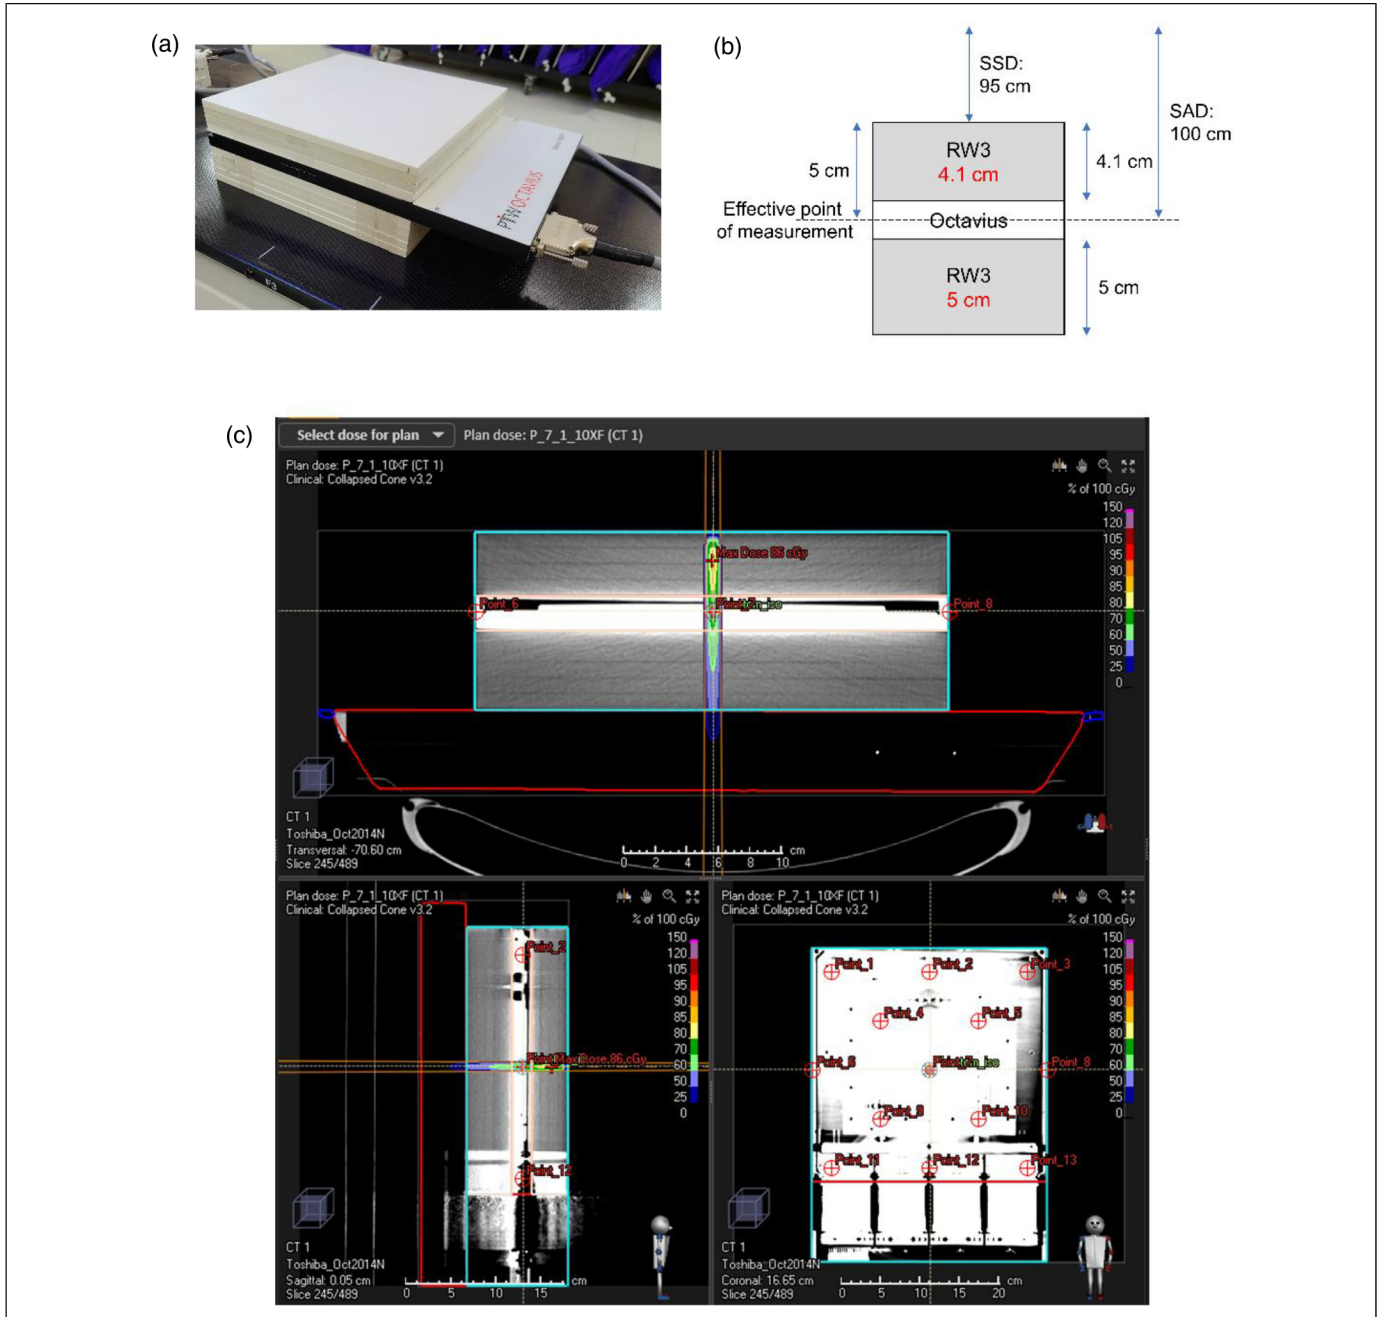 (a)
PTW OCTAVIUS
F3
(b)
SSD:
95 cm
SAD:
100 cm
5 cm
RW3
4.1 cm
4.1 cm
Effective point
of measurement
Octavius
RW3
5 cm
5 cm
(c)
Select dose for plan
Plan dose: P_7_1_10XF (CT 1)
Plan dose: P_7_1_10XF (CT 1)
Clinical: Collapsed Cone v3.2
% of 100 cGy
150
120
105
95
90
85
80
70
60
50
25
0
Max Dose 86 cGy
Point_6
Point_8
CT 1
Toshiba_Oct2014N
Transversal: -70.60 cm
Slice 245/489
cm
0 2 4 6 8 10
Plan dose: P_7_1_10XF (CT 1)
Clinical: Collapsed Cone v3.2
% of 100 cGy
150
120
105
95
90
85
80
70
60
50
25
0
Point_2
Max Dose 86 cGy
Point_12
CT 1
Toshiba_Oct2014N
Sagittal: 0.05 cm
Slice 245/489
cm
0 5 10 15
Plan dose: P_7_1_10XF (CT 1)
Clinical: Collapsed Cone v3.2
% of 100 cGy
150
120
105
95
90
85
80
70
60
50
25
0
Point_1
Point_2
Point_3
Point_4
Point_5
Point_6
Point_8
Point_9
Point_10
Point_11
Point_12
Point_13
CT 1
Toshiba_Oct2014N
Coronal: 16.65 cm
Slice 245/489
cm
0 5 10 15 20